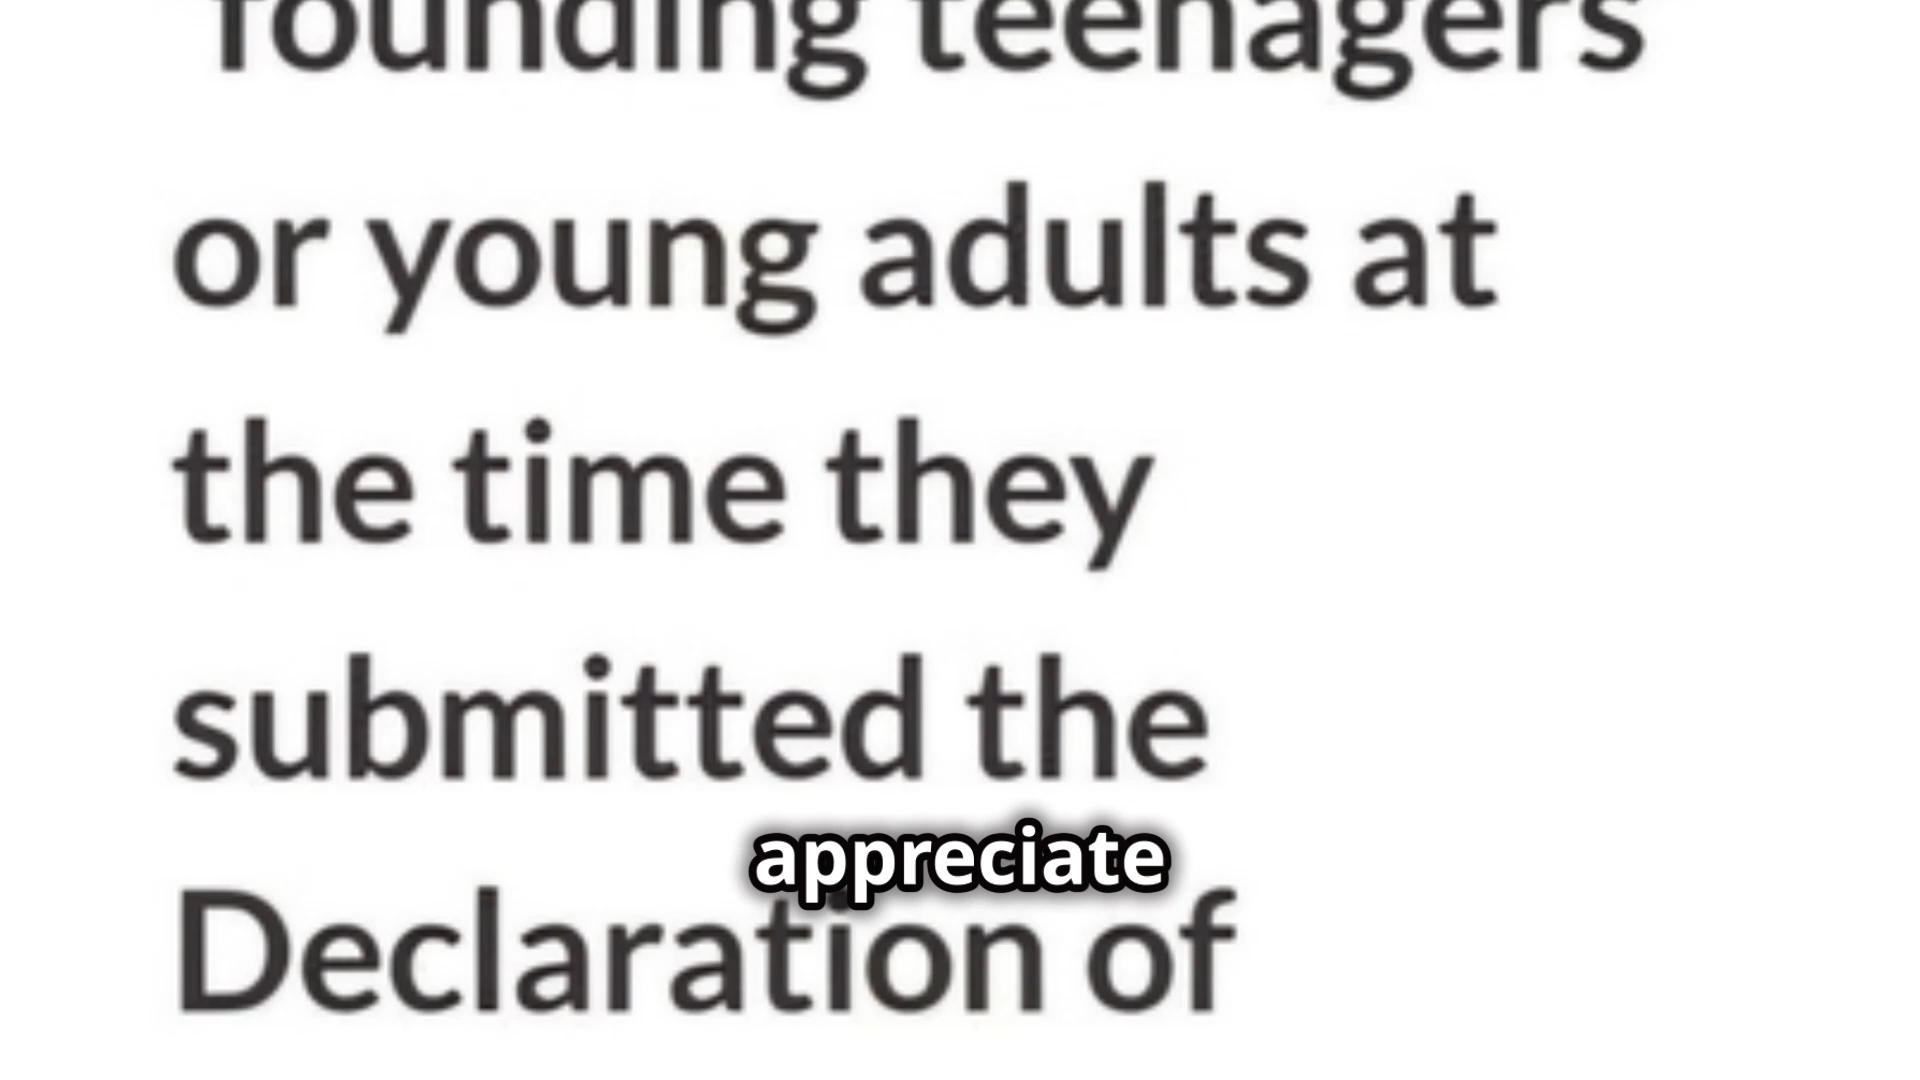 founding teenagers
or young adults at
the time they
submitted the
appreciate
Declaration of